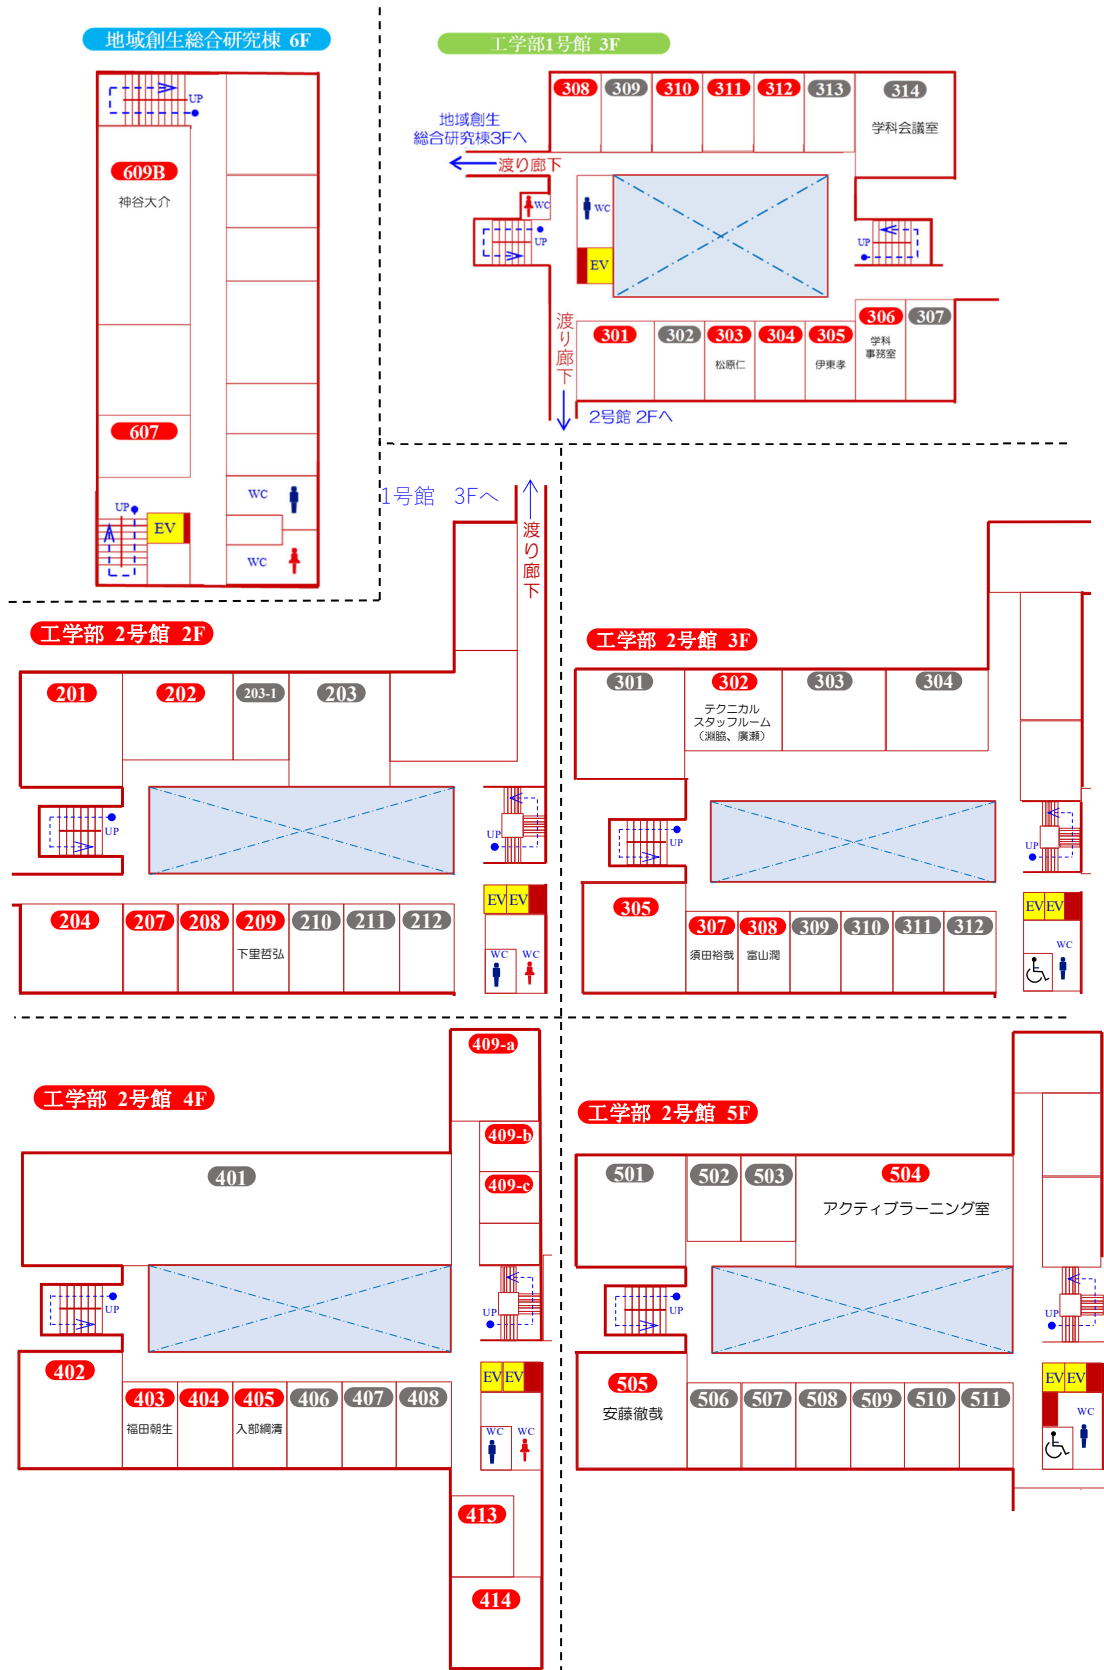 地域創生総合研究棟 6F
UP
609B
神谷大介
607
UP
EV
WC
WC
工学部1号館 3F
308
309
310
311
312
313
314
学科会議室
地域創生
総合研究棟3Fへ
渡り廊下
WC
WC
UP
EV
UP
渡り廊下
301
302
303
松原仁
304
305
伊東孝
306
学科
事務室
307
2号館 2Fへ
1号館 3Fへ
渡り廊下
工学部 2号館 2F
201
202
203-1
203
UP
UP
204
207
208
209
下里哲弘
210
211
212
EV
EV
WC
WC
工学部 2号館 3F
301
302
テクニカル
スタッフルーム
（淵脇、廣瀬）
303
304
UP
UP
305
307
須田裕哉
308
富山潤
309
310
311
312
EV
EV
WC
工学部 2号館 4F
409-a
409-b
409-c
401
UP
UP
402
403
福田朝生
404
405
入部綱清
406
407
408
EV
EV
WC
WC
413
414
工学部 2号館 5F
501
502
503
504
アクティブラーニング室
UP
UP
505
安藤徹哉
506
507
508
509
510
511
EV
EV
WC